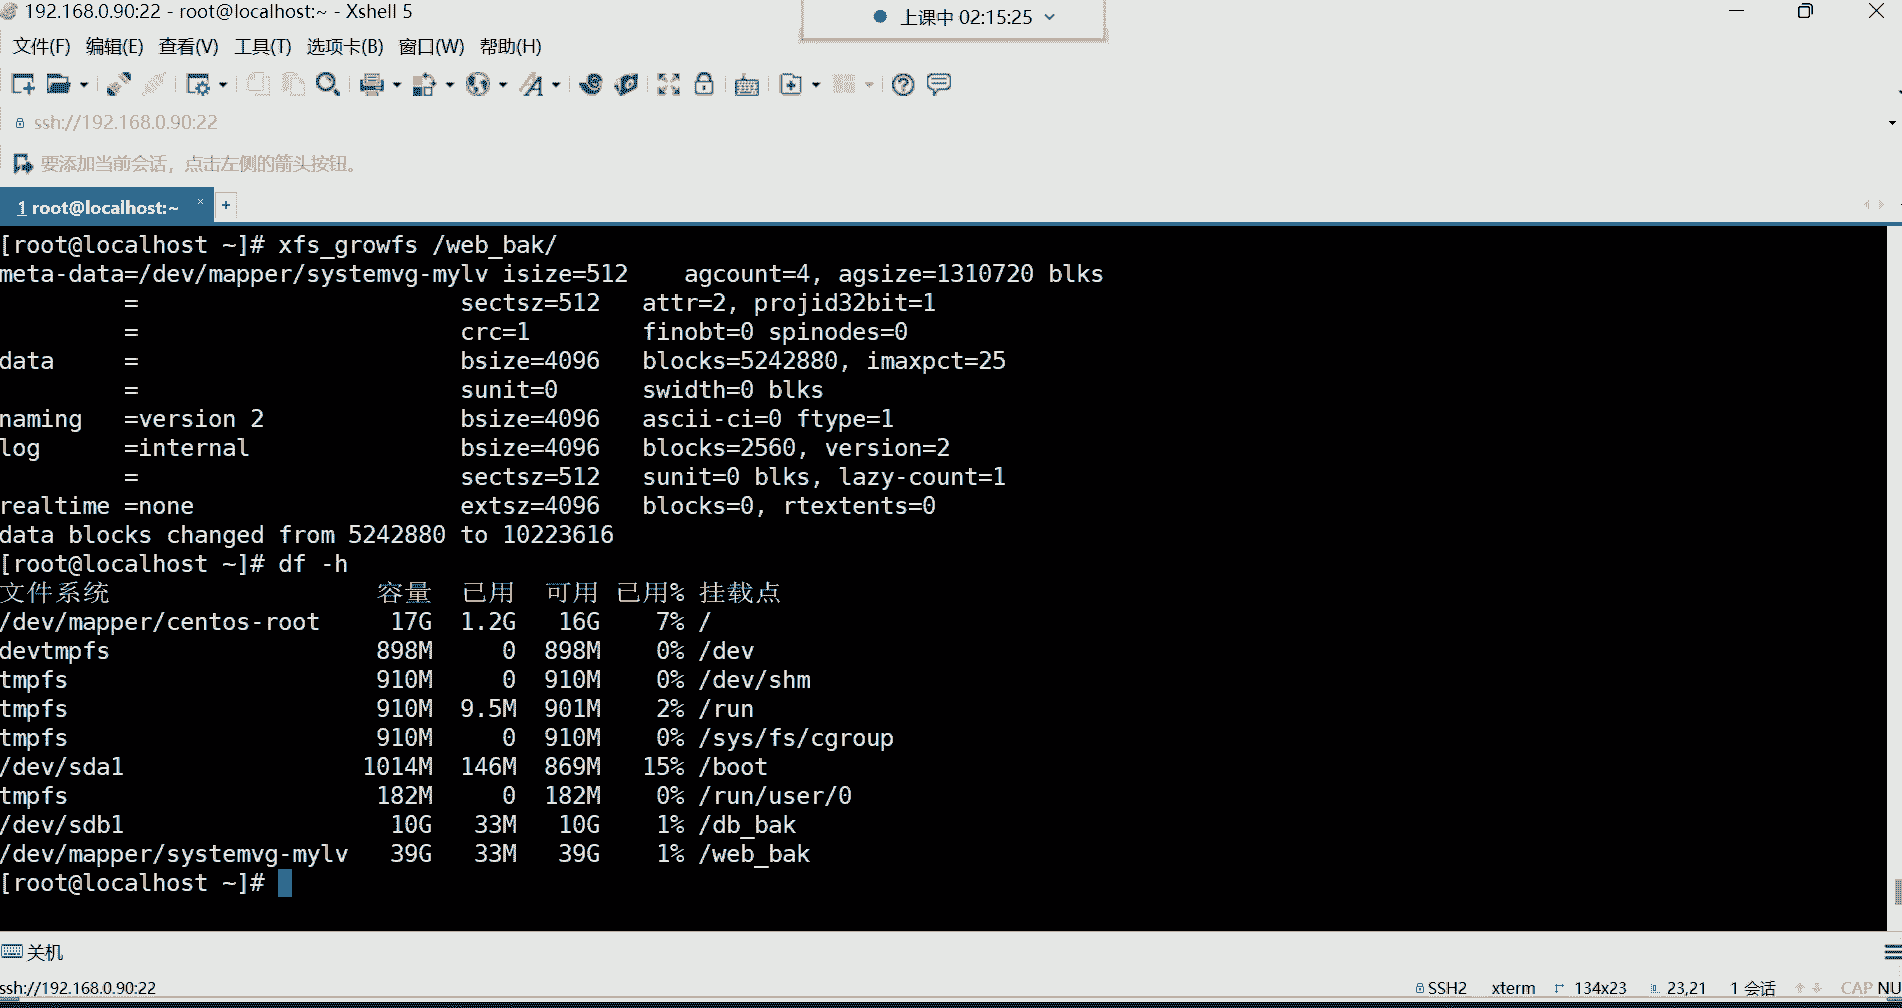 192.168.0.90:22 - root@localhost:~ - Xshell 5
上课中 02:15:25
文件(F) 编辑(E) 查看(V) 工具(T) 选项卡(B) 窗口(W) 帮助(H)
ssh://192.168.0.90:22
要添加当前会话，点击左侧的箭头按钮。
1 root@localhost:~ × +
[root@localhost ~]# xfs_growfs /web_bak/
meta-data=/dev/mapper/systemvg-mylv isize=512    agcount=4, agsize=1310720 blks
         =                       sectsz=512   attr=2, projid32bit=1
         =                       crc=1        finobt=0 spinodes=0
data     =                       bsize=4096   blocks=5242880, imaxpct=25
         =                       sunit=0      swidth=0 blks
naming   =version 2              bsize=4096   ascii-ci=0 ftype=1
log      =internal               bsize=4096   blocks=2560, version=2
         =                       sectsz=512   sunit=0 blks, lazy-count=1
realtime =none                   extsz=4096   blocks=0, rtextents=0
data blocks changed from 5242880 to 10223616
[root@localhost ~]# df -h
文件系统                   容量  已用  可用 已用% 挂载点
/dev/mapper/centos-root     17G  1.2G   16G    7% /
devtmpfs                   898M     0  898M    0% /dev
tmpfs                      910M     0  910M    0% /dev/shm
tmpfs                      910M  9.5M  901M    2% /run
tmpfs                      910M     0  910M    0% /sys/fs/cgroup
/dev/sda1                 1014M  146M  869M   15% /boot
tmpfs                      182M     0  182M    0% /run/user/0
/dev/sdb1                   10G   33M   10G    1% /db_bak
/dev/mapper/systemvg-mylv   39G   33M   39G    1% /web_bak
[root@localhost ~]#
关机
ssh://192.168.0.90:22 SSH2 xterm 134x23 23,21 1 会话 CAP NU